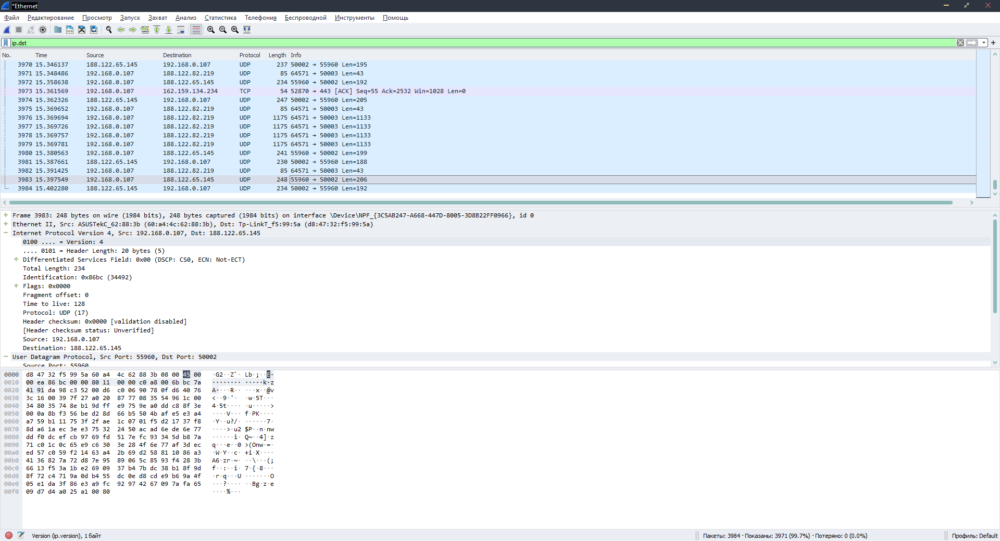 *Ethernet
Файл Редактирование Просмотр Запуск Захват Анализ Статистика Телефония Беспроводной Инструменты Помощь
ip.dst
No. Time Source Destination Protocol Length Info
3970 15.346137 188.122.65.145 192.168.0.107 UDP 237 50002 → 55960 Len=195
3971 15.348486 192.168.0.107 188.122.82.219 UDP 85 64571 → 50003 Len=43
3972 15.358638 192.168.0.107 188.122.65.145 UDP 234 55960 → 50002 Len=192
3973 15.361569 192.168.0.107 162.159.134.234 TCP 54 52870 → 443 [ACK] Seq=55 Ack=2532 Win=1028 Len=0
3974 15.362326 188.122.65.145 192.168.0.107 UDP 247 50002 → 55960 Len=205
3975 15.369652 192.168.0.107 188.122.82.219 UDP 85 64571 → 50003 Len=43
3976 15.369694 192.168.0.107 188.122.82.219 UDP 1175 64571 → 50003 Len=1133
3977 15.369726 192.168.0.107 188.122.82.219 UDP 1175 64571 → 50003 Len=1133
3978 15.369757 192.168.0.107 188.122.82.219 UDP 1175 64571 → 50003 Len=1133
3979 15.369781 192.168.0.107 188.122.82.219 UDP 1175 64571 → 50003 Len=1133
3980 15.380563 192.168.0.107 188.122.65.145 UDP 241 55960 → 50002 Len=199
3981 15.387661 188.122.65.145 192.168.0.107 UDP 230 50002 → 55960 Len=188
3982 15.391425 192.168.0.107 188.122.82.219 UDP 85 64571 → 50003 Len=43
3983 15.397549 192.168.0.107 188.122.65.145 UDP 248 55960 → 50002 Len=206
3984 15.402280 188.122.65.145 192.168.0.107 UDP 234 50002 → 55960 Len=192
Frame 3983: 248 bytes on wire (1984 bits), 248 bytes captured (1984 bits) on interface \Device\NPF_{3C5AB247-A668-447D-8005-3D8B22FF0966}, id 0
Ethernet II, Src: ASUSTekC_62:88:3b (60:a4:4c:62:88:3b), Dst: Tp-LinkT_f5:99:5a (d8:47:32:f5:99:5a)
Internet Protocol Version 4, Src: 192.168.0.107, Dst: 188.122.65.145
0100 .... = Version: 4
.... 0101 = Header Length: 20 bytes (5)
Differentiated Services Field: 0x00 (DSCP: CS0, ECN: Not-ECT)
Total Length: 234
Identification: 0x86bc (34492)
Flags: 0x0000
Fragment offset: 0
Time to live: 128
Protocol: UDP (17)
Header checksum: 0x0000 [validation disabled]
[Header checksum status: Unverified]
Source: 192.168.0.107
Destination: 188.122.65.145
User Datagram Protocol, Src Port: 55960, Dst Port: 50002
Source Port: 55960
0000 d8 47 32 f5 99 5a 60 a4 4c 62 88 3b 08 00 45 00 ·G2··Z`· Lb·;··E·
0010 00 ea 86 bc 00 00 80 11 00 00 c0 a8 00 6b bc 7a ········ ·····k·z
0020 41 91 da 98 c3 52 00 d6 c0 06 90 78 0f d6 40 76 A····R·· ···x··@v
0030 3c 16 00 39 7f 27 a0 20 87 77 08 35 54 96 1c 00 <··9·'·  ·w·5T···
0040 34 80 35 74 8e b1 9d ff e9 75 9e a0 dd c8 8f 3e 4·5t···· ·u·····>
0050 00 0a 8b f3 56 be d2 8d 66 b5 50 4b af e5 e3 a4 ····V··· f·PK····
0060 a7 59 b1 11 75 3f 2f ae 1c 07 01 f5 d2 17 37 f8 ·Y··u?/· ······7·
0070 8d a6 1a ec 3e e3 75 32 24 50 ac ad 6e de 6e 77 ····>·u2 $P··n·nw
0080 dd f0 dc ef cb 97 69 fd 51 7e fc 93 34 5d b8 7a ······i· Q~··4]·z
0090 71 c0 1c 0c 65 e9 c6 30 3e 28 4f 6e 77 af 3d ec q···e··0 >(Onw·=·
00a0 ed 57 c0 59 f2 14 63 a4 2b 69 d2 58 81 10 86 a3 ·W·Y··c· +i·X····
00b0 41 36 82 7a 72 d8 7e 95 89 06 5c 85 93 f4 28 3b A6·zr·~· ··\···(;
00c0 66 13 f5 3a 1b e2 69 09 37 b4 7b dc 38 b1 8f 9d f··:··i· 7·{·8···
00d0 8f 72 c4 71 9a 0d b4 55 dc 0e d8 cd e9 b6 9a 4f ·r·q···U ·······O
00e0 05 e1 da 3f 86 e3 a9 fc 92 97 42 67 09 7a fa 65 ···?···· ··Bg·z·e
00f0 09 d7 d4 a0 25 a1 00 80 ····%···
Version (ip.version), 1 байт Пакеты: 3984 · Показаны: 3971 (99.7%) · Потеряно: 0 (0.0%) Профиль: Default